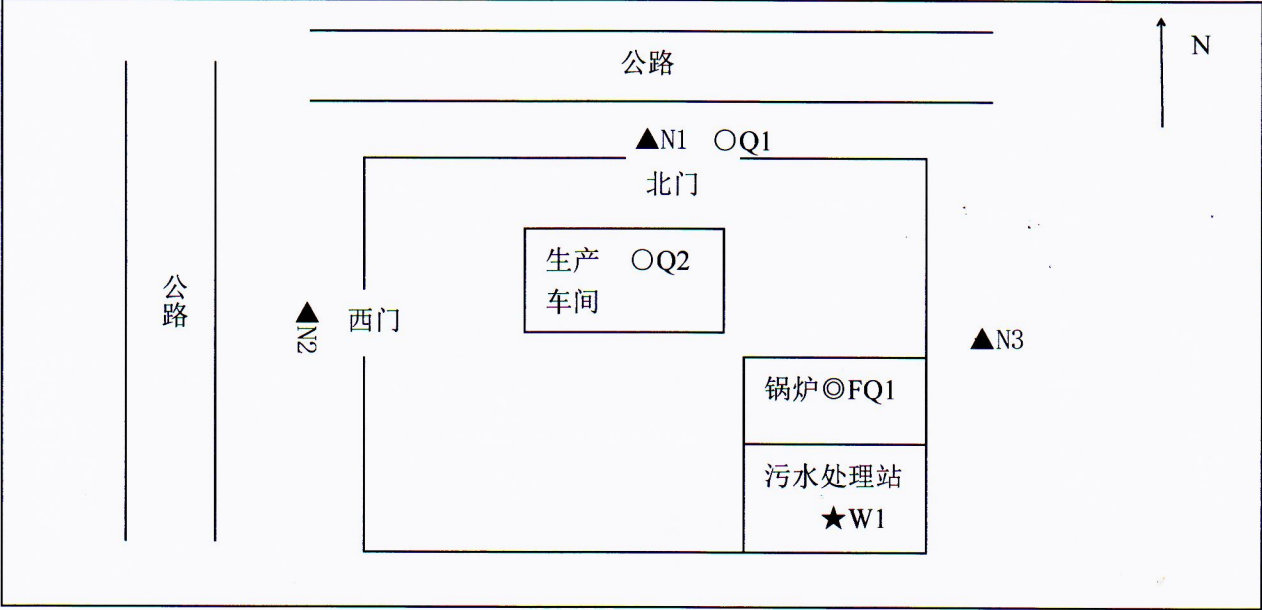 公路
N
▲N1 ○Q1
北门
生产 ○Q2
车间
公路
▲N2
西门
▲N3
锅炉◎FQ1
污水处理站
★W1